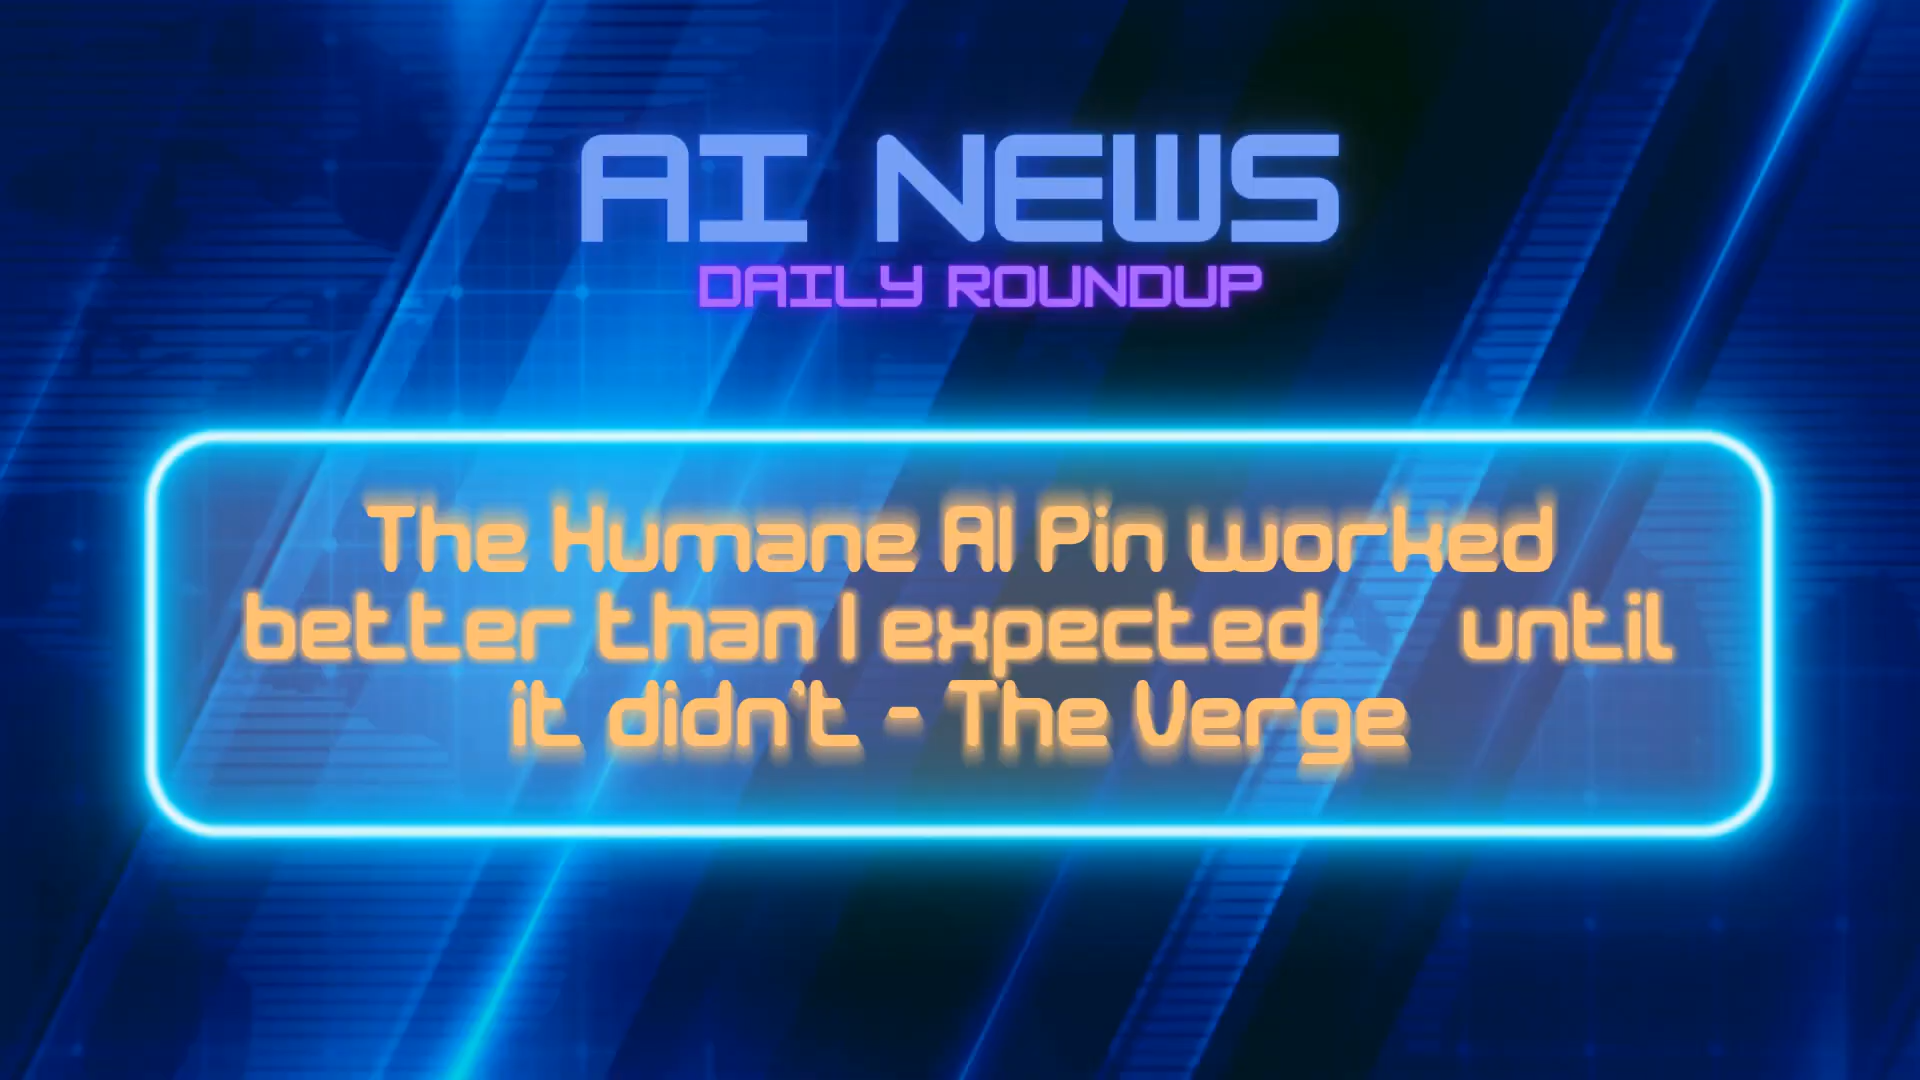 AI NEWS
DAILY ROUNDUP
The Humane AI Pin worked
better than I expected until
it didn't - The Verge